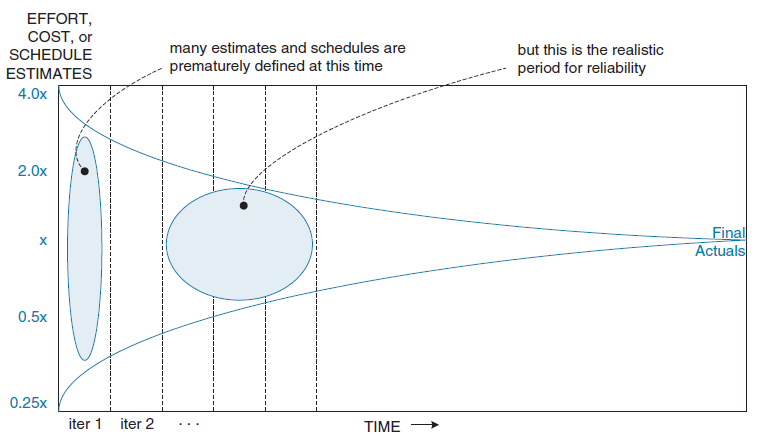 EFFORT,
COST, or
SCHEDULE
ESTIMATES
many estimates and schedules are
prematurely defined at this time
but this is the realistic
period for reliability
4.0x
2.0x
x
0.5x
0.25x
Final
Actuals
iter 1
iter 2
. . .
TIME